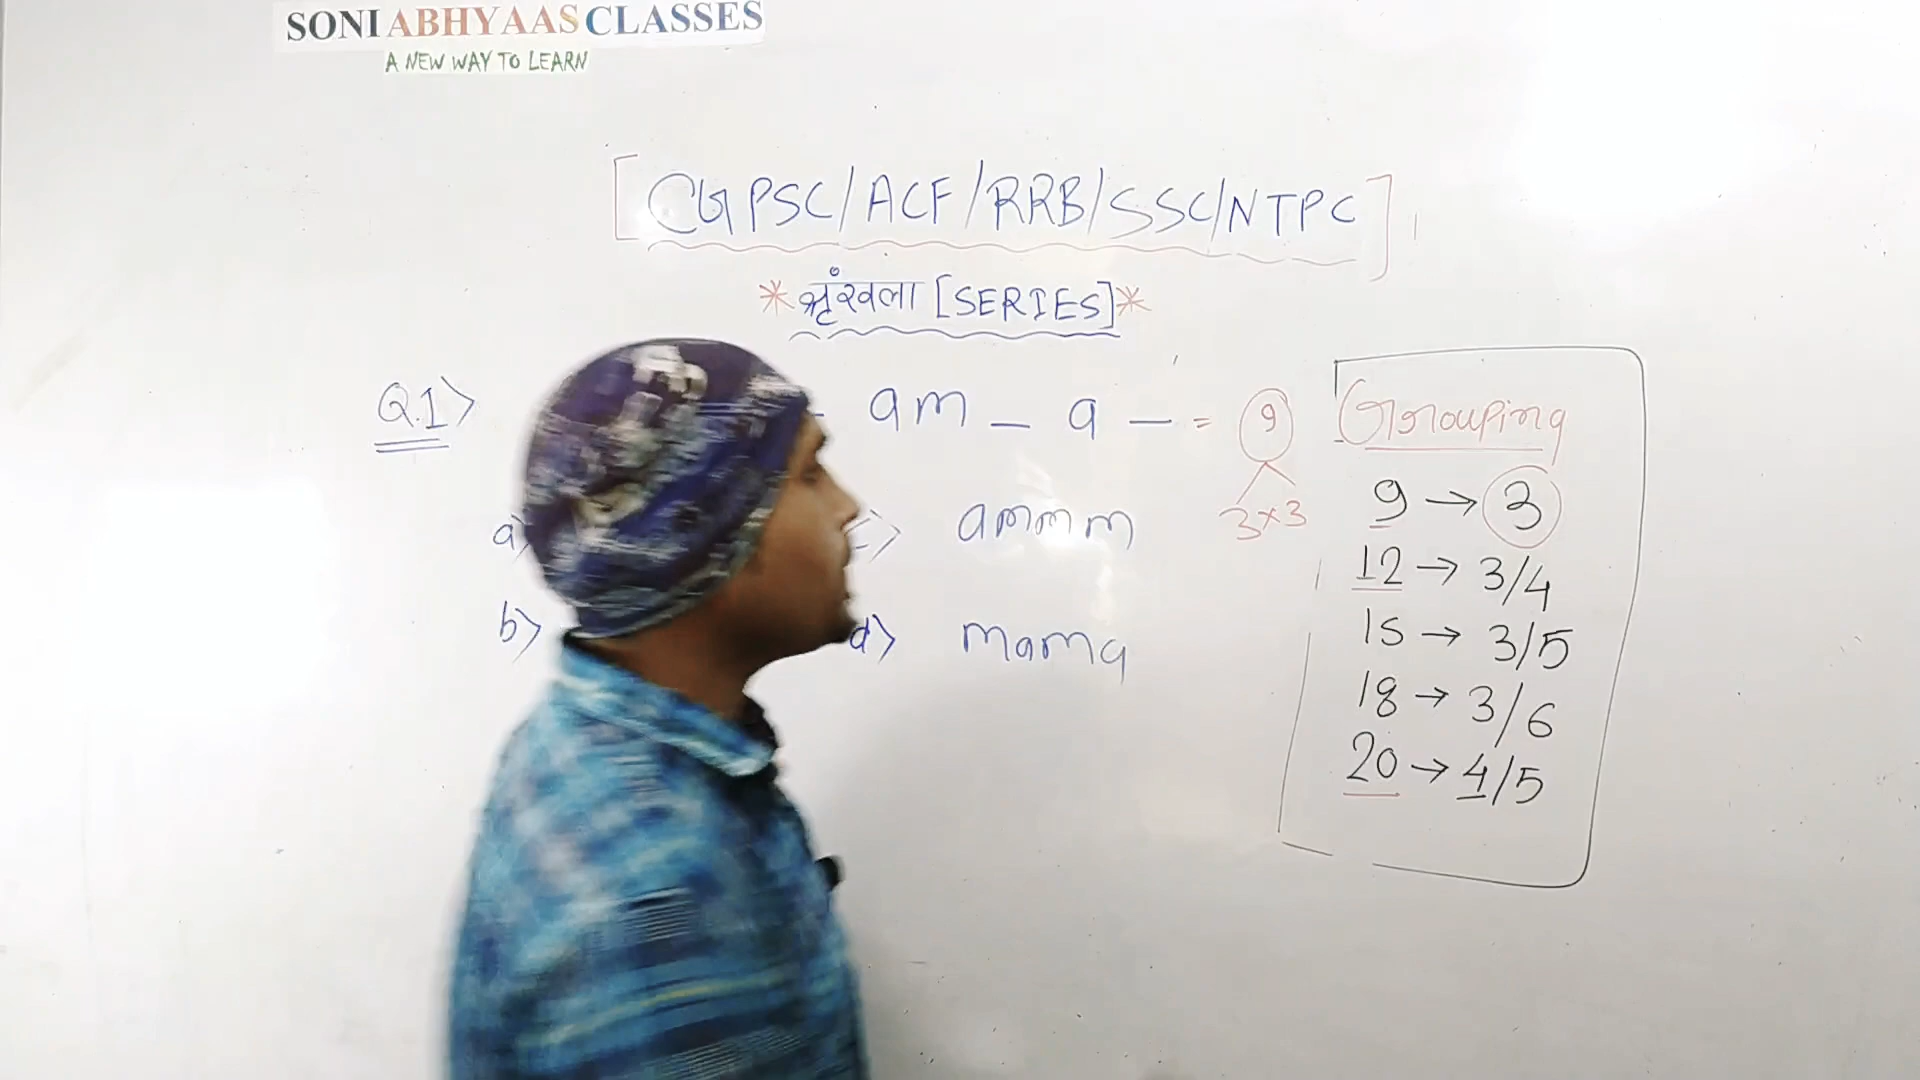 SONI ABHYAAS CLASSES
A NEW WAY TO LEARN
[CGPSC/ACF/RRB/SSC/NTPC]
*श्रृंखला [SERIES]*
Q.1> - am _ a _ = 9
3×3
a)
c> ammm
b>
d> mama
Grouping
9 → 3
12 → 3/4
15 → 3/5
18 → 3/6
20 → 4/5